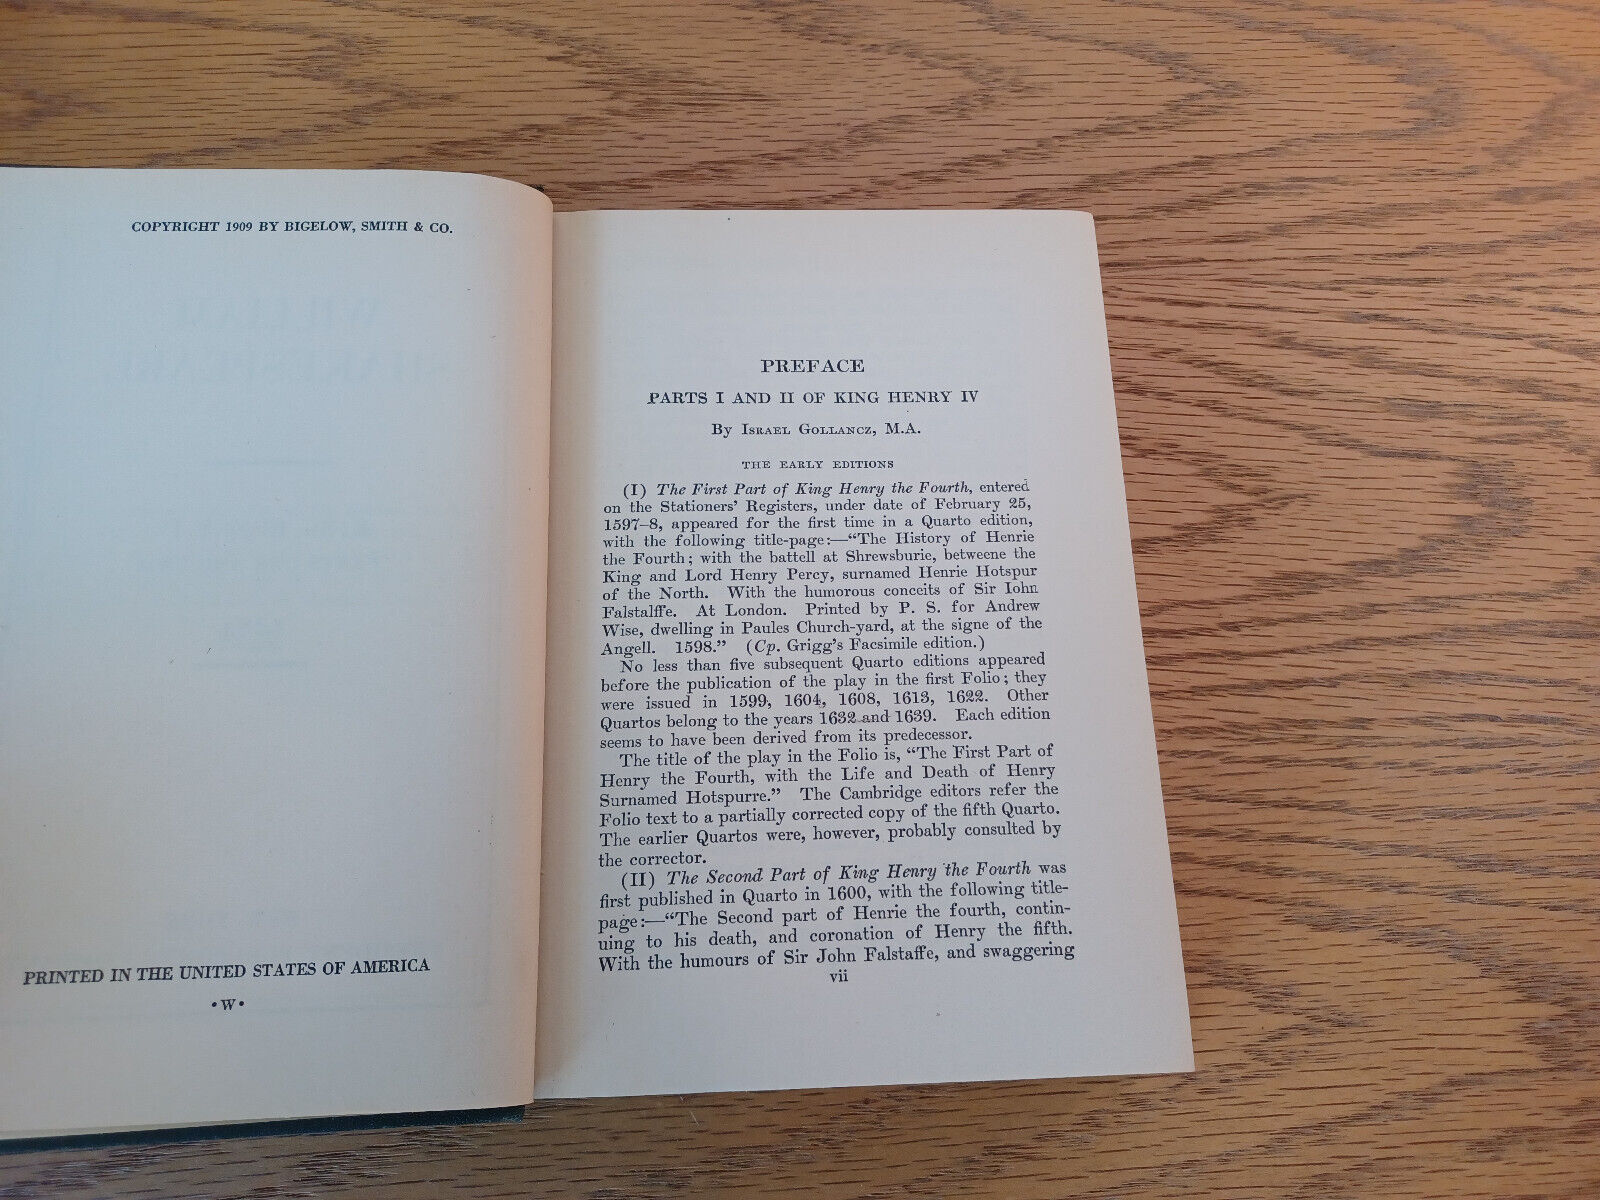 COPYRIGHT 1909 BY BIGELOW, SMITH & CO.
PRINTED IN THE UNITED STATES OF AMERICA
•W•
PREFACE
PARTS I AND II OF KING HENRY IV
By ISRAEL GOLLANCZ, M.A.
THE EARLY EDITIONS
(I) The First Part of King Henry the Fourth, entered
on the Stationers' Registers, under date of February 25,
1597–8, appeared for the first time in a Quarto edition,
with the following title-page:—"The History of Henrie
the Fourth; with the battell at Shrewsburie, betweene the
King and Lord Henry Percy, surnamed Henrie Hotspur
of the North. With the humorous conceits of Sir Iohn
Falstalffe. At London. Printed by P. S. for Andrew
Wise, dwelling in Paules Church-yard, at the signe of the
Angell. 1598." (Cp. Grigg's Facsimile edition.)
No less than five subsequent Quarto editions appeared
before the publication of the play in the first Folio; they
were issued in 1599, 1604, 1608, 1613, 1622. Other
Quartos belong to the years 1632 and 1639. Each edition
seems to have been derived from its predecessor.
The title of the play in the Folio is, "The First Part of
Henry the Fourth, with the Life and Death of Henry
Surnamed Hotspurre." The Cambridge editors refer the
Folio text to a partially corrected copy of the fifth Quarto.
The earlier Quartos were, however, probably consulted by
the corrector.
(II) The Second Part of King Henry the Fourth was
first published in Quarto in 1600, with the following title-
page:—"The Second part of Henrie the fourth, contin-
uing to his death, and coronation of Henry the fifth.
With the humours of Sir John Falstaffe, and swaggering
vii